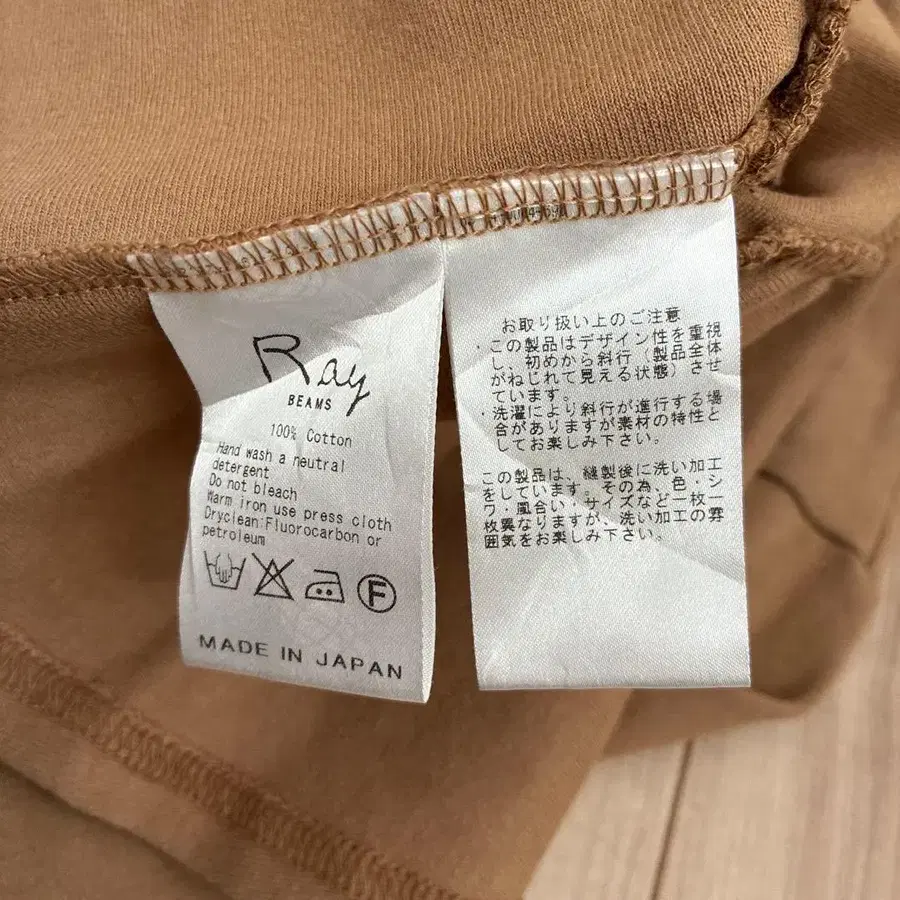 Ray
BEAMS
100% Cotton
Hand wash a neutral
detergent
Do not bleach
Warm iron use press cloth
Dryclean:Fluorocarbon or
petroleum
F
MADE IN JAPAN
お取り扱い上のご注意
・この製品はデザイン性を重視
し、初めから斜行（製品全体
がねじれて見える状態）させ
ています。
・洗濯により斜行が進行する場
合がありますが素材の特性と
してお楽しみ下さい。
この製品は、縫製後に洗い加工
をしています。その為、色・シ
ワ・風合い・サイズなど一枚一
枚異なりますが、洗い加工の雰
囲気をお楽しみ下さい。